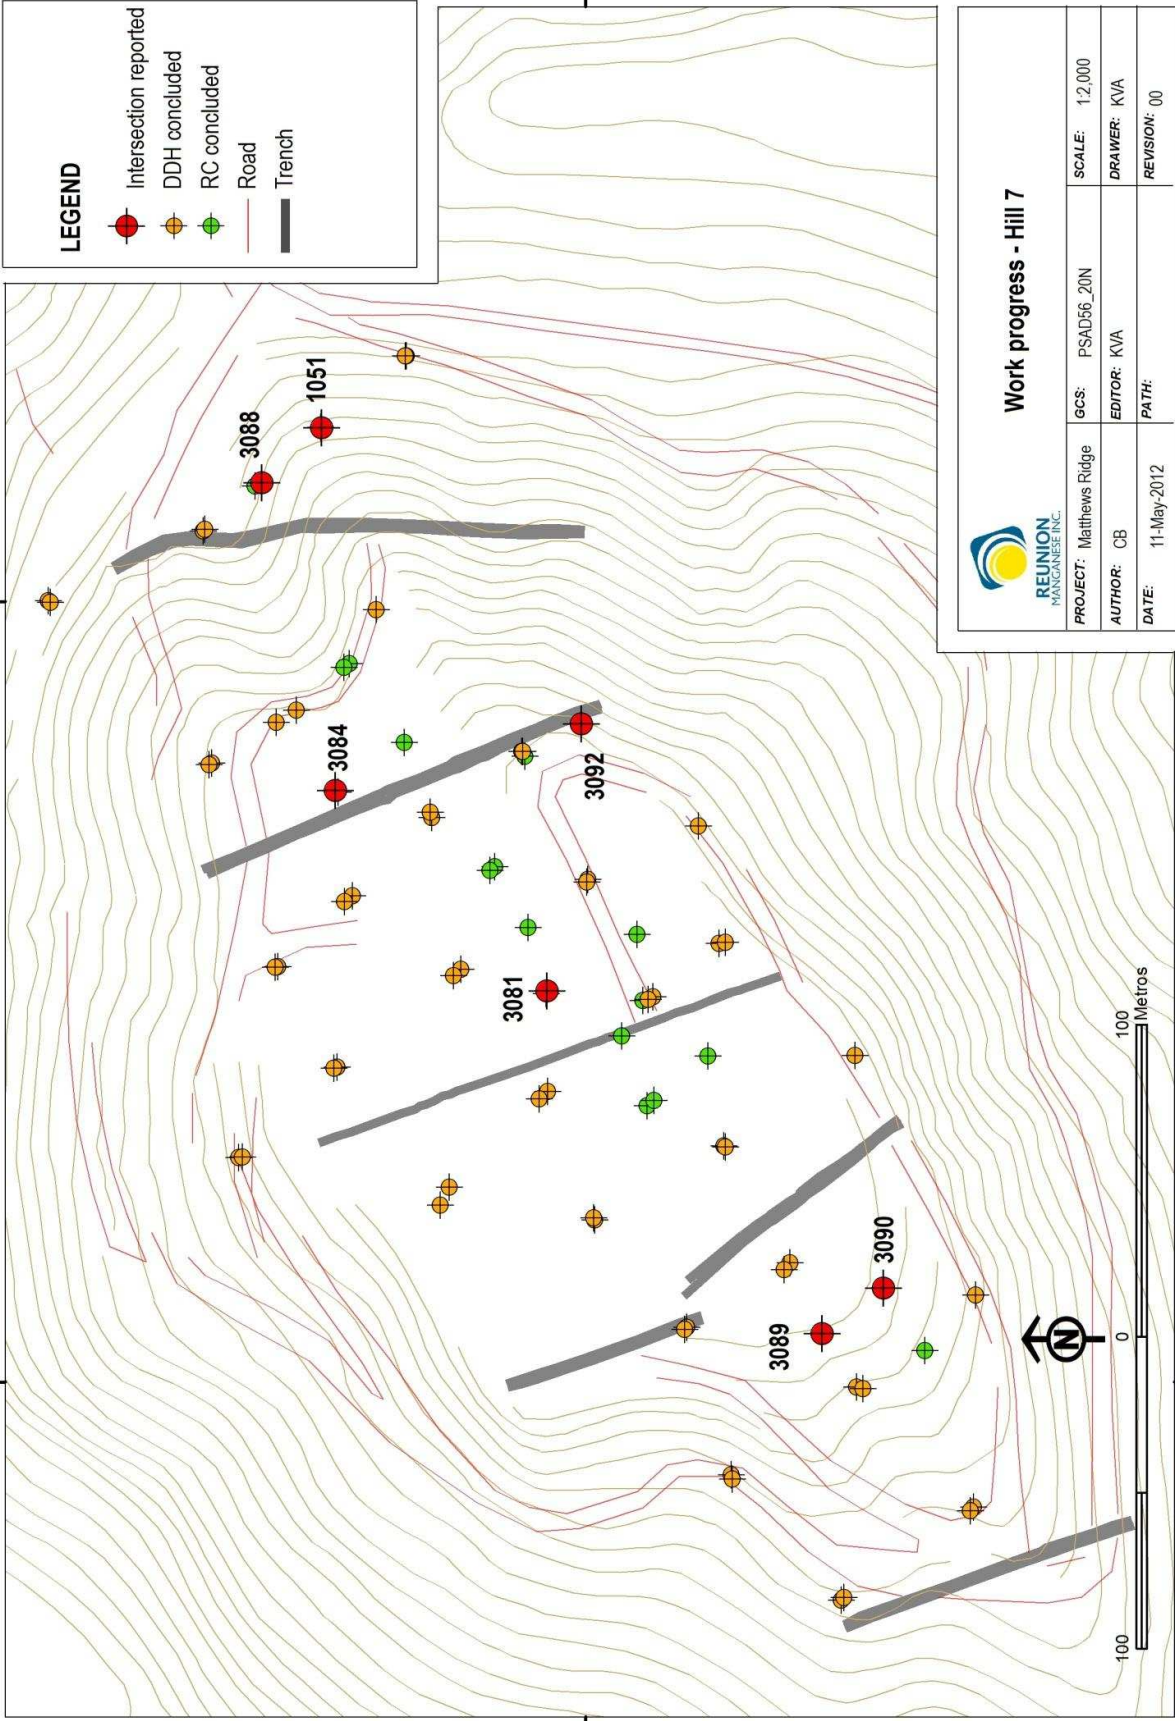 LEGEND
Intersection reported
DDH concluded
RC concluded
Road
Trench
3088
1051
3084
3092
3081
3090
3089
N
100
0
100
Metros
REUNION
MANGANESE INC.
Work progress - Hill 7
PROJECT: Matthews Ridge
GCS: PSAD56_20N
SCALE: 1:2,000
AUTHOR: CB
EDITOR: KVA
DRAWER: KVA
DATE: 11-May-2012
PATH:
REVISION: 00